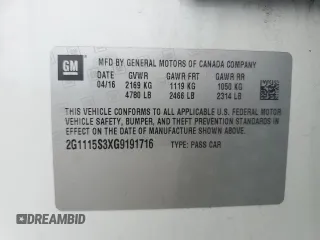 GM
MFD BY GENERAL MOTORS OF CANADA COMPANY
DATE GVWR GAWR FRT GAWR RR
04/16 2169 KG 1119 KG 1050 KG
4780 LB 2466 LB 2314 LB
THIS VEHICLE CONFORMS TO ALL APPLICABLE U.S. FEDERAL MOTOR
VEHICLE SAFETY, BUMPER, AND THEFT PREVENTION STANDARDS IN
EFFECT ON THE DATE OF MANUFACTURE SHOWN ABOVE.
2G1115S3XG9191716 TYPE: PASS CAR
DREAMBID